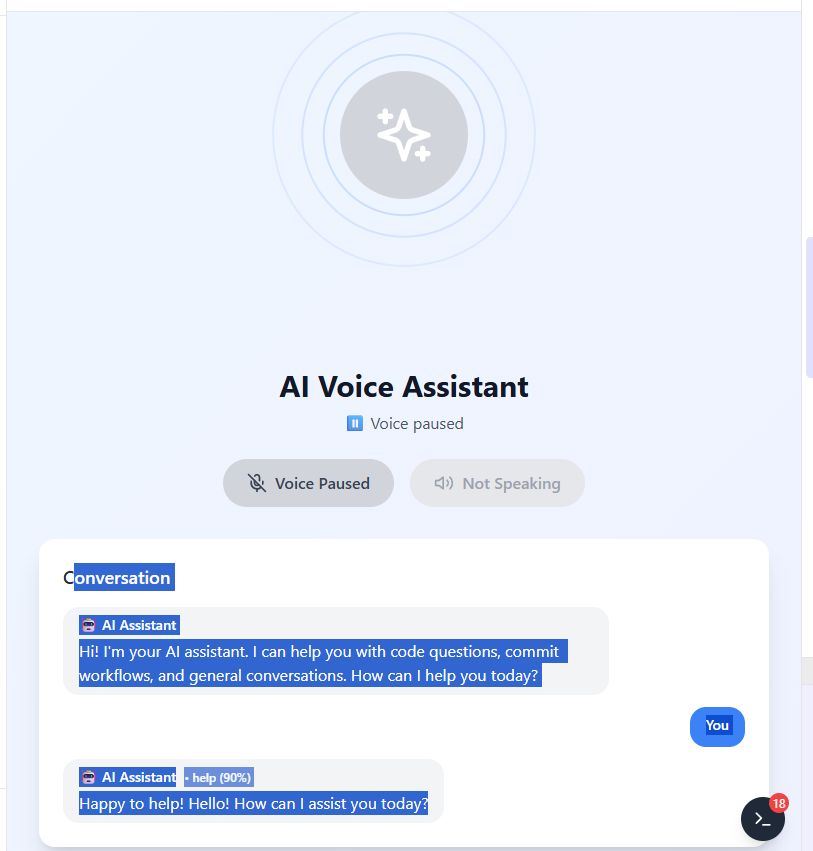 AI Voice Assistant
Voice paused
Voice Paused
Not Speaking
Conversation
AI Assistant
Hi! I'm your AI assistant. I can help you with code questions, commit
workflows, and general conversations. How can I help you today?
You
AI Assistant • help (90%)
Happy to help! Hello! How can I assist you today?
18